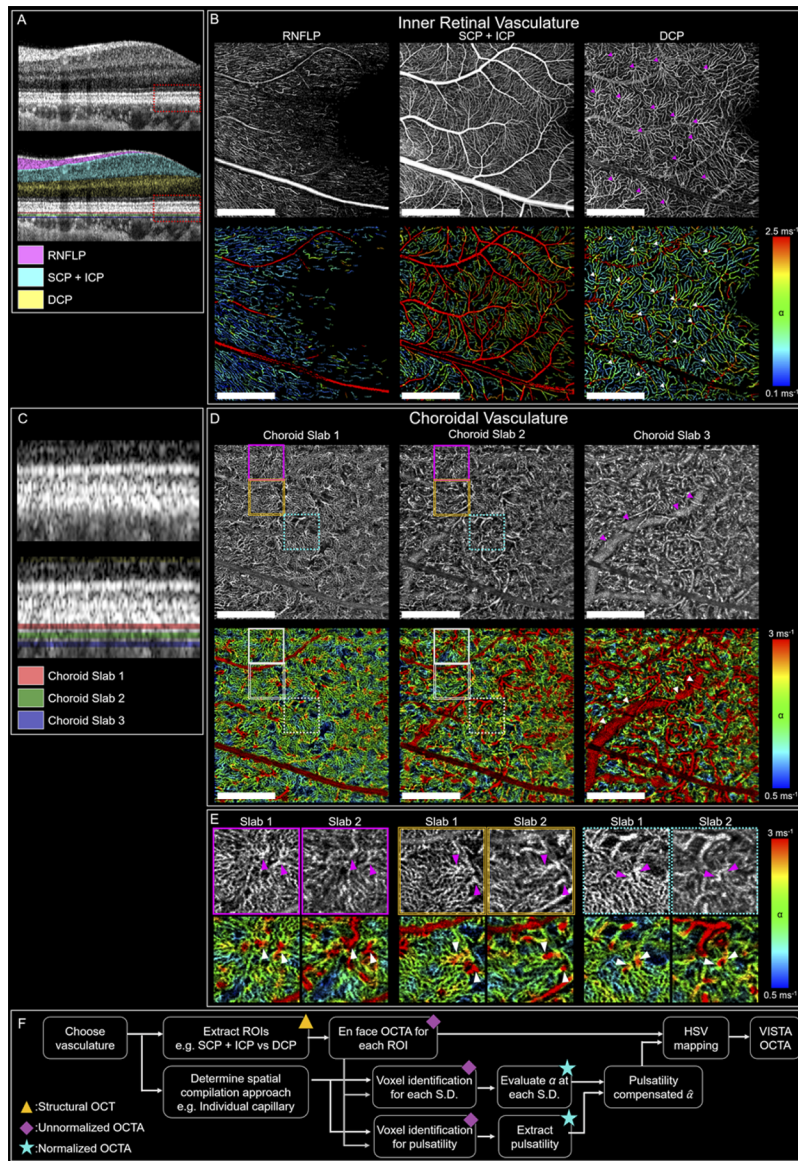 A
RNFLP
SCP + ICP
DCP
B
Inner Retinal Vasculature
RNFLP
SCP + ICP
DCP
2.5 ms-1
α
0.1 ms-1
C
Choroid Slab 1
Choroid Slab 2
Choroid Slab 3
D
Choroidal Vasculature
Choroid Slab 1
Choroid Slab 2
Choroid Slab 3
3 ms-1
α
0.5 ms-1
E
Slab 1
Slab 2
Slab 1
Slab 2
Slab 1
Slab 2
3 ms-1
α
0.5 ms-1
F
Choose
vasculature
Extract ROIs
e.g. SCP + ICP vs DCP
En face OCTA for
each ROI
HSV
mapping
VISTA
OCTA
Determine spatial
compilation approach
e.g. Individual capillary
Voxel identification
for each S.D.
Evaluate α at
each S.D.
Pulsatility
compensated α̂
Voxel identification
for pulsatility
Extract
pulsatility
:Structural OCT
:Unnormalized OCTA
:Normalized OCTA